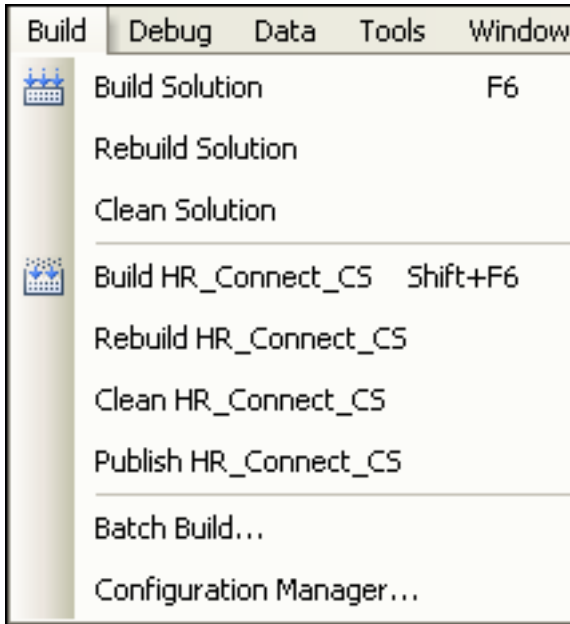 Build Debug Data Tools Window
Build Solution F6
Rebuild Solution
Clean Solution
Build HR_Connect_CS Shift+F6
Rebuild HR_Connect_CS
Clean HR_Connect_CS
Publish HR_Connect_CS
Batch Build...
Configuration Manager...